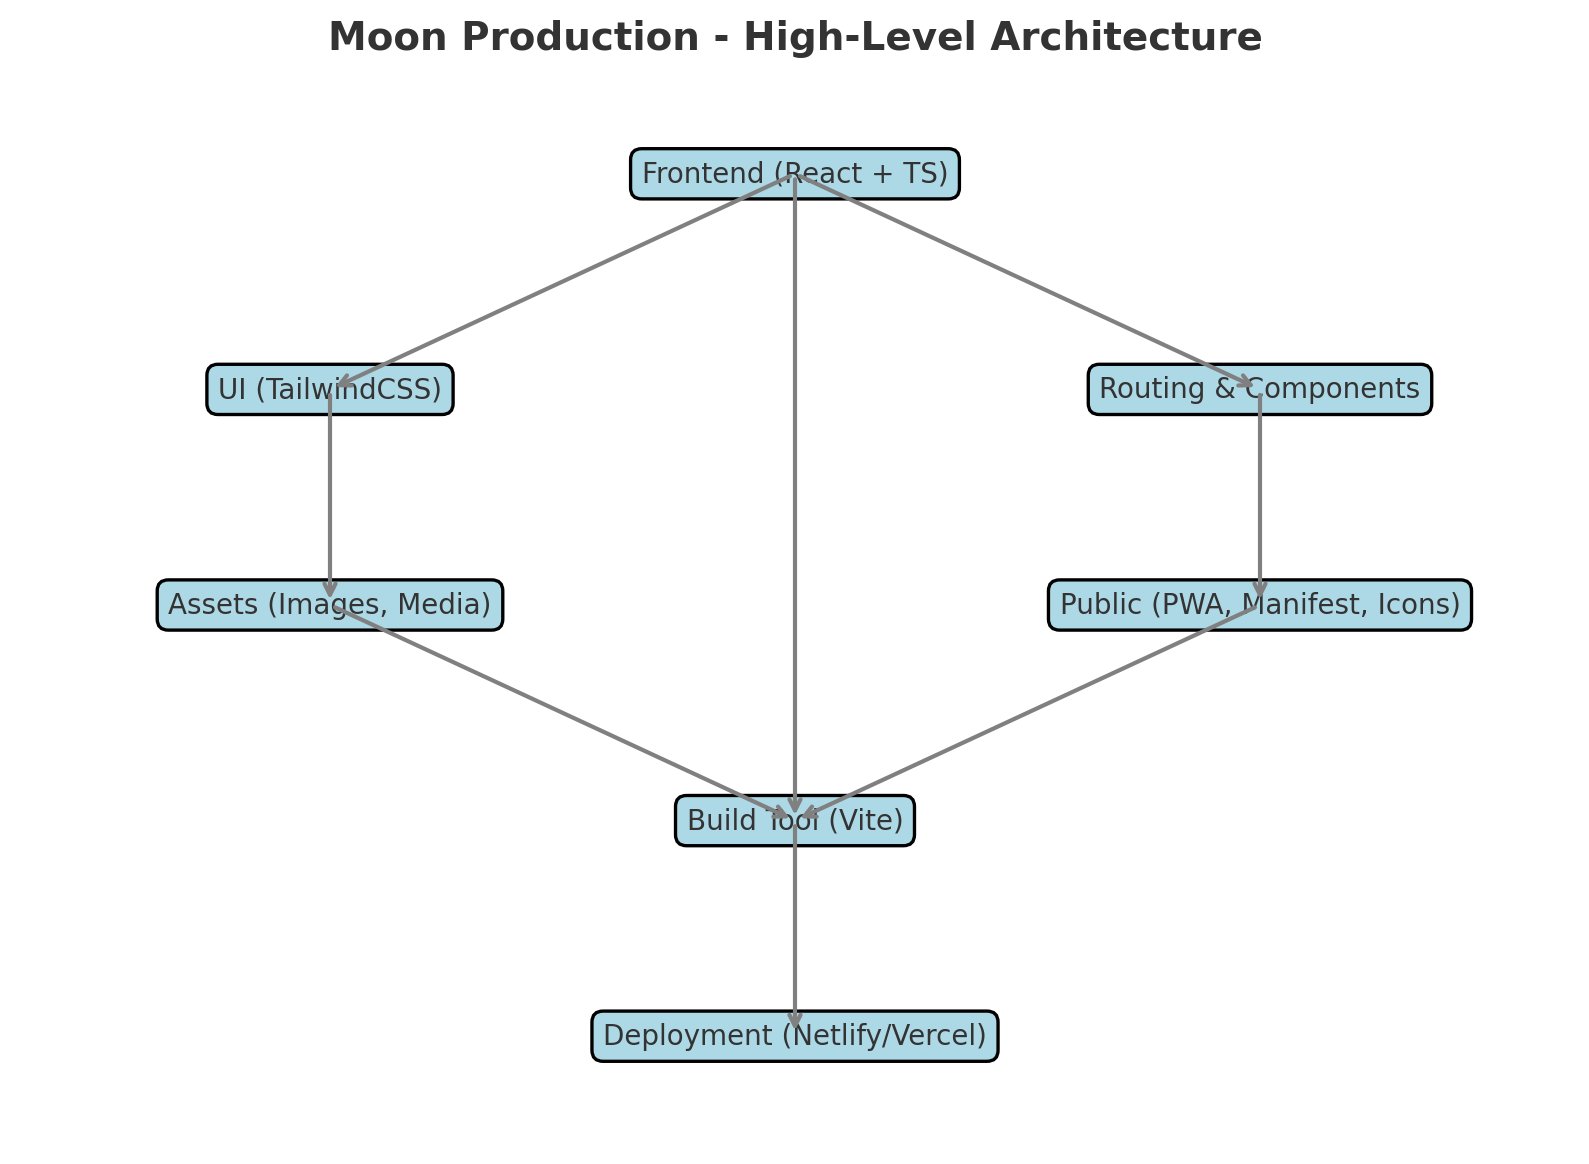 Moon Production - High-Level Architecture
Frontend (React + TS)
UI (TailwindCSS)
Routing & Components
Assets (Images, Media)
Public (PWA, Manifest, Icons)
Build Tool (Vite)
Deployment (Netlify/Vercel)